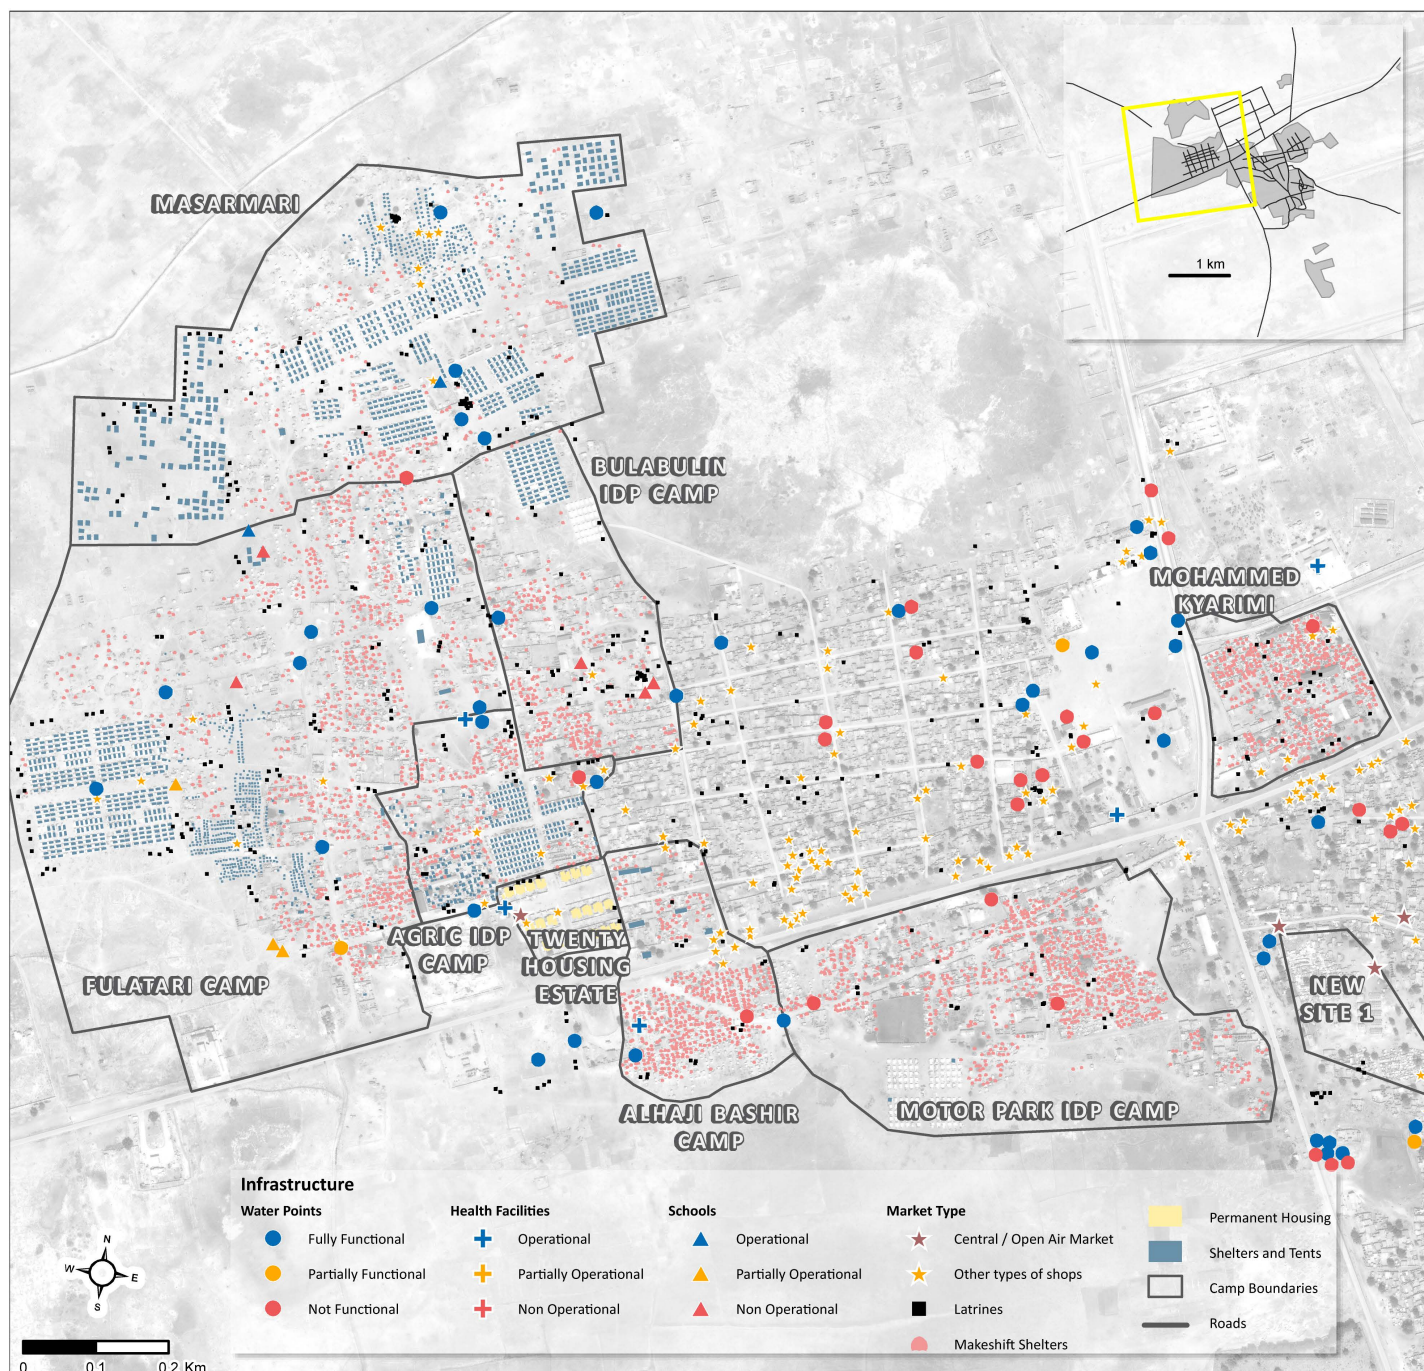 1 km
MASARMARI
BULABULIN
IDP CAMP
MOHAMMED
KYARIMI
AGRIC IDP
CAMP
TWENTY
HOUSING
ESTATE
FULATARI CAMP
NEW
SITE 1
ALHAJI BASHIR
CAMP
MOTOR PARK IDP CAMP
Infrastructure
Water Points
Fully Functional
Partially Functional
Not Functional
Health Facilities
Operational
Partially Operational
Non Operational
Schools
Operational
Partially Operational
Non Operational
Market Type
Central / Open Air Market
Other types of shops
Latrines
Makeshift Shelters
Permanent Housing
Shelters and Tents
Camp Boundaries
Roads
N
W
E
S
0 0.1 0.2 Km